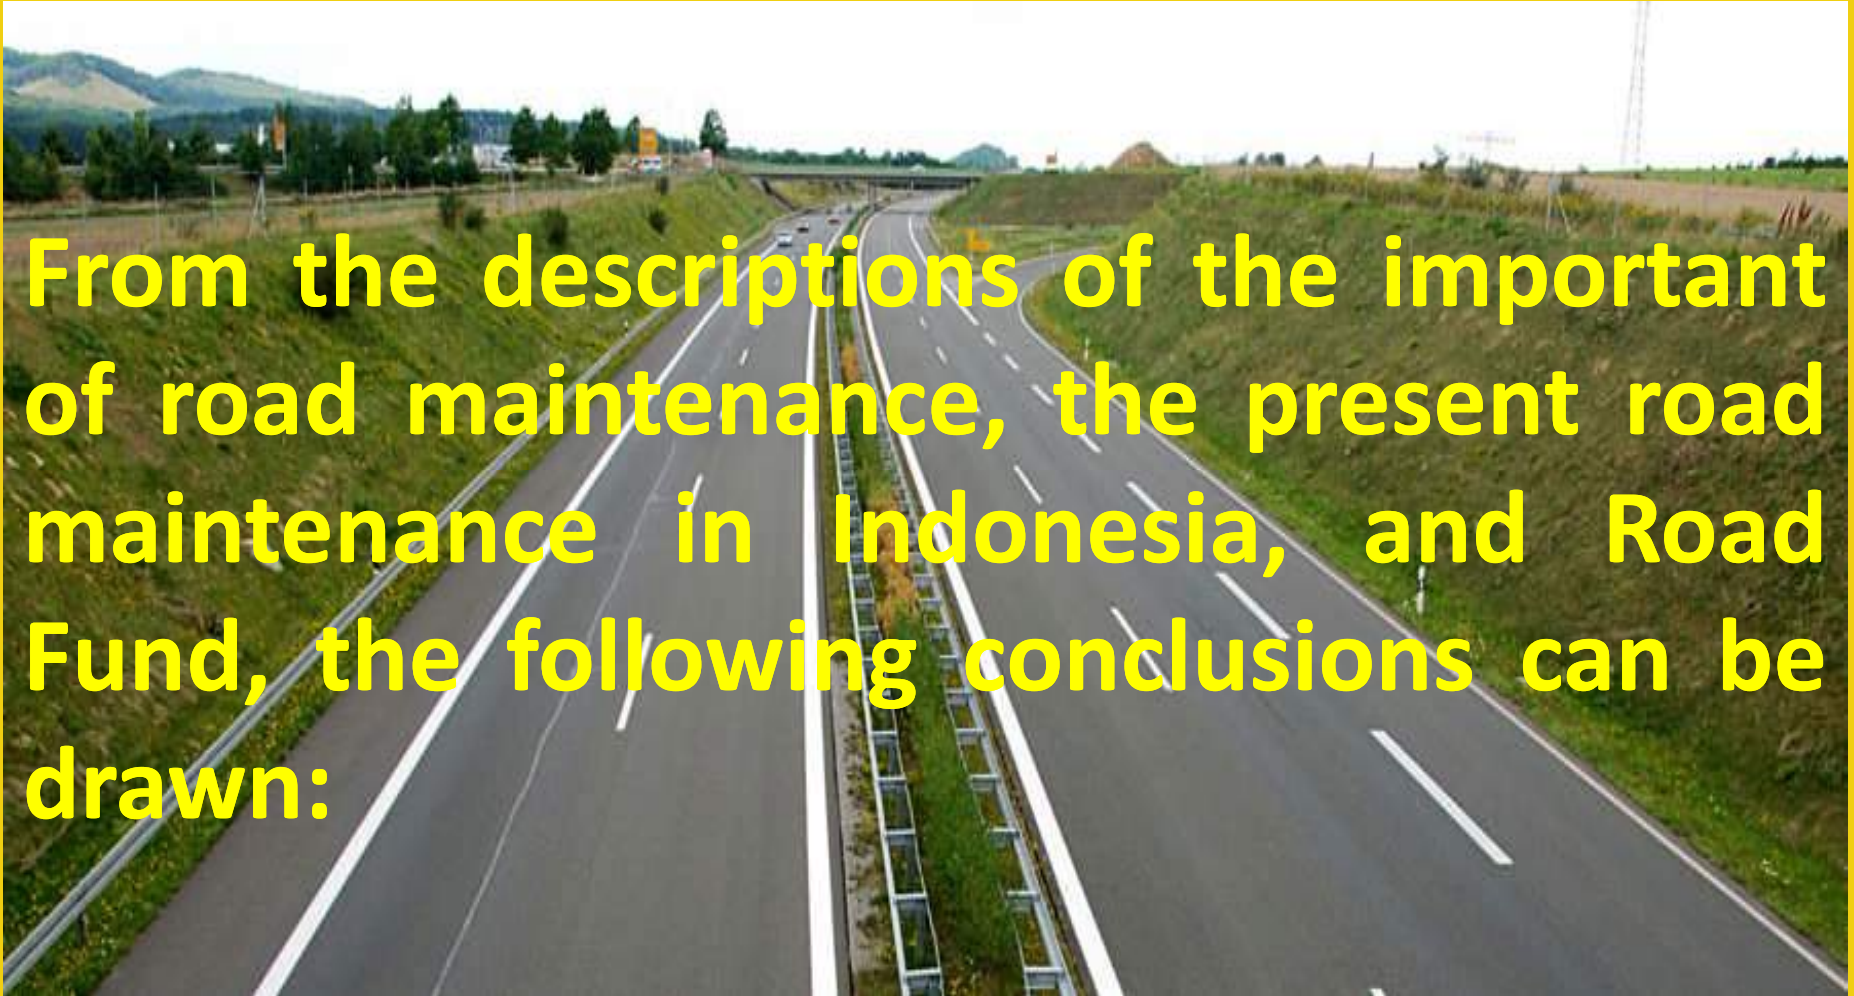 From the descriptions of the important
of road maintenance, the present road
maintenance in Indonesia, and Road
Fund, the following conclusions can be
drawn: